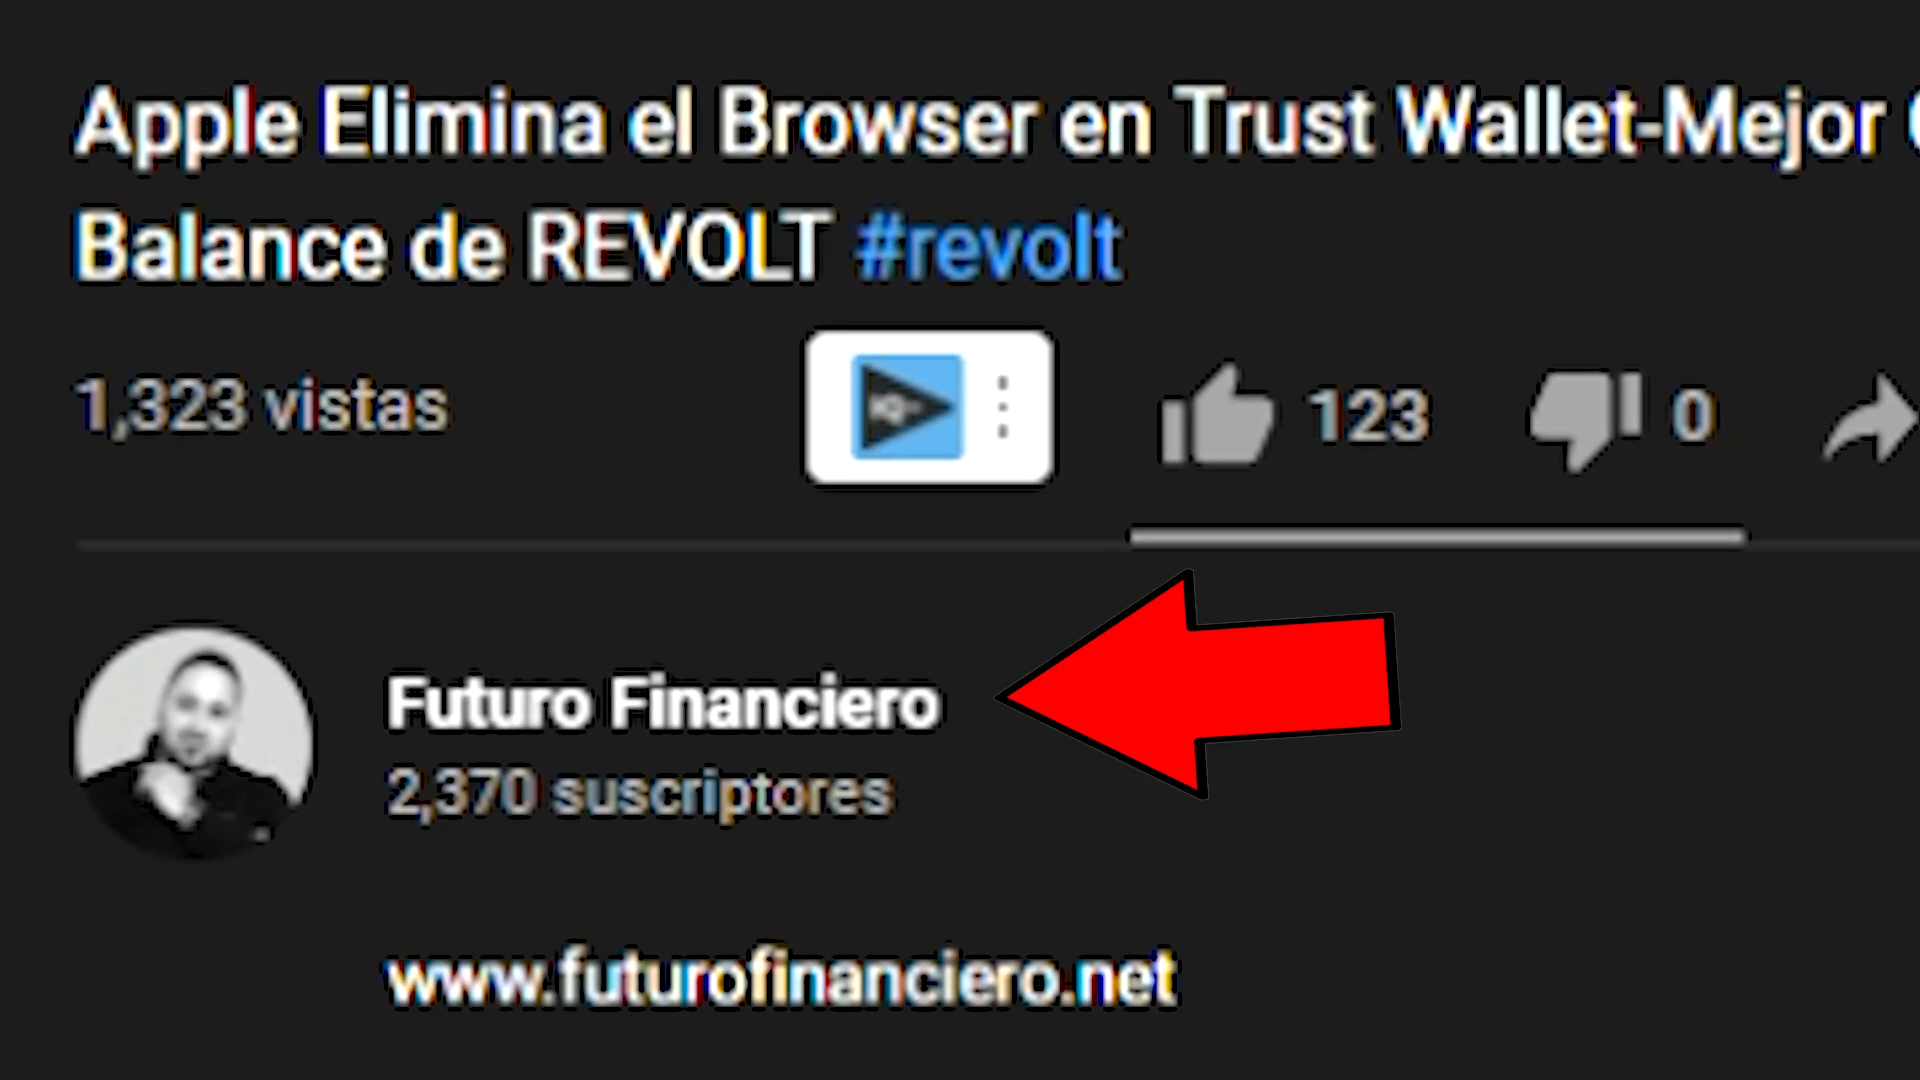 Apple Elimina el Browser en Trust Wallet-Mejor
Balance de REVOLT #revolt
1,323 vistas
123
0
Futuro Financiero
2,370 suscriptores
www.futurofinanciero.net